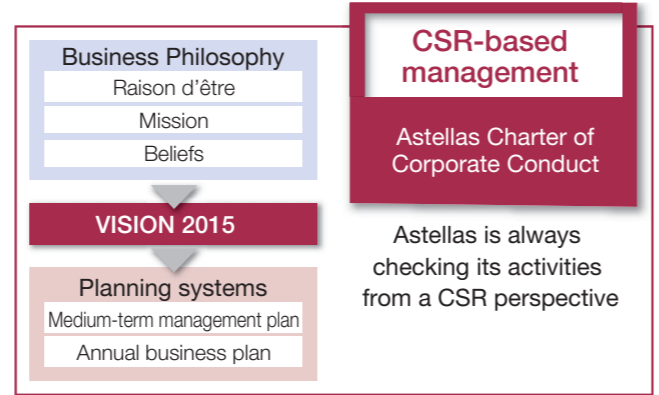 Business Philosophy
Raison d’être
Mission
Beliefs
VISION 2015
Planning systems
Medium-term management plan
Annual business plan
CSR-based
management
Astellas Charter of
Corporate Conduct
Astellas is always
checking its activities
from a CSR perspective